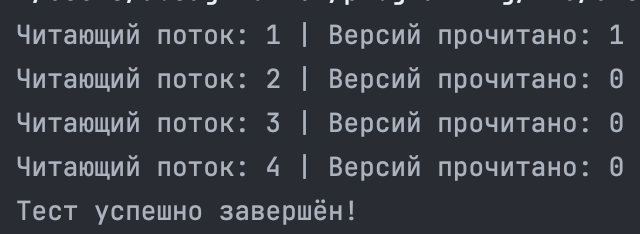 Читающий поток: 1 | Версий прочитано: 1
Читающий поток: 2 | Версий прочитано: 0
Читающий поток: 3 | Версий прочитано: 0
Читающий поток: 4 | Версий прочитано: 0
Тест успешно завершён!